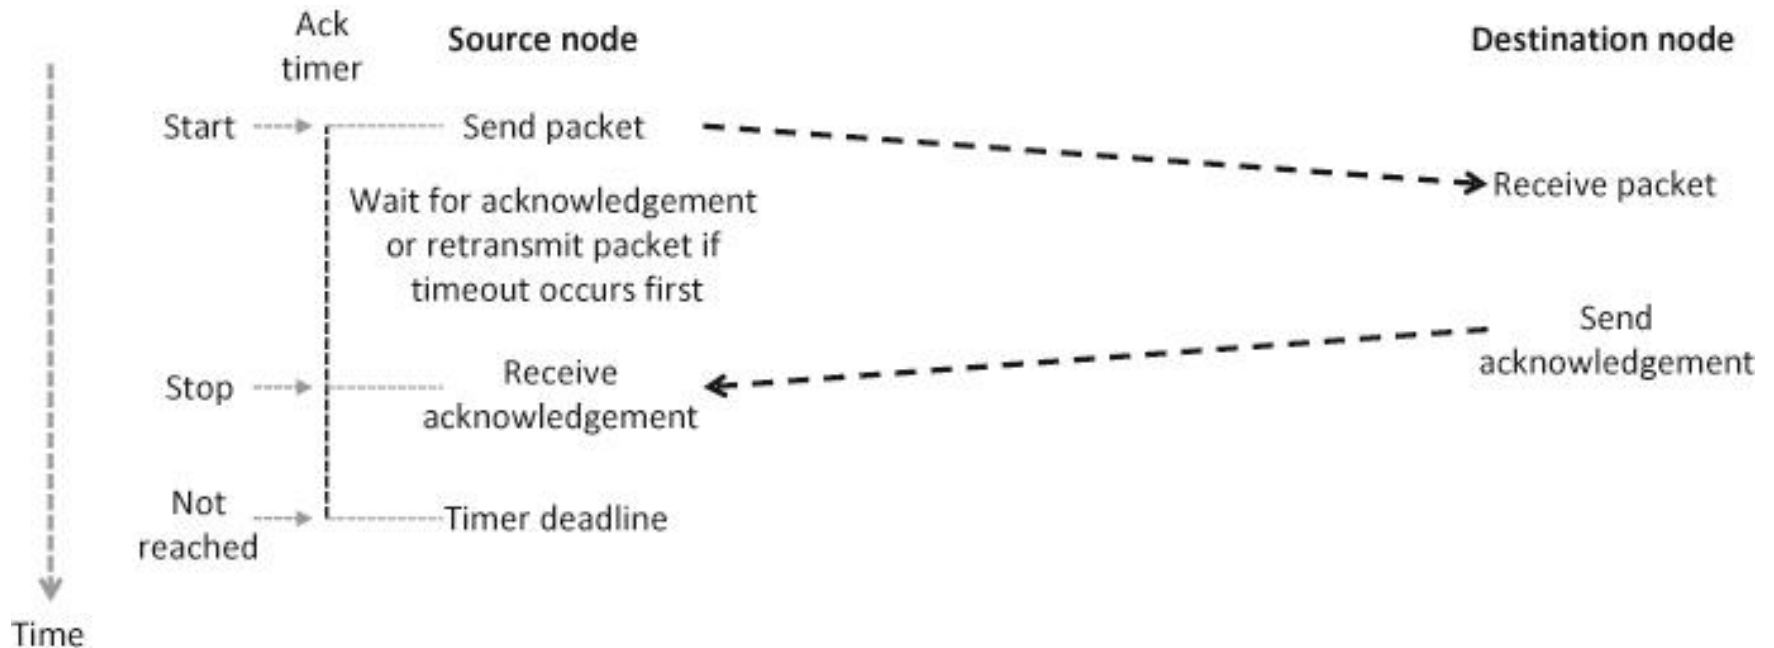 Ack
timer
Source node
Destination node
Start
Send packet
Receive packet
Wait for acknowledgement
or retransmit packet if
timeout occurs first
Send
acknowledgement
Stop
Receive
acknowledgement
Not
reached
Timer deadline
Time